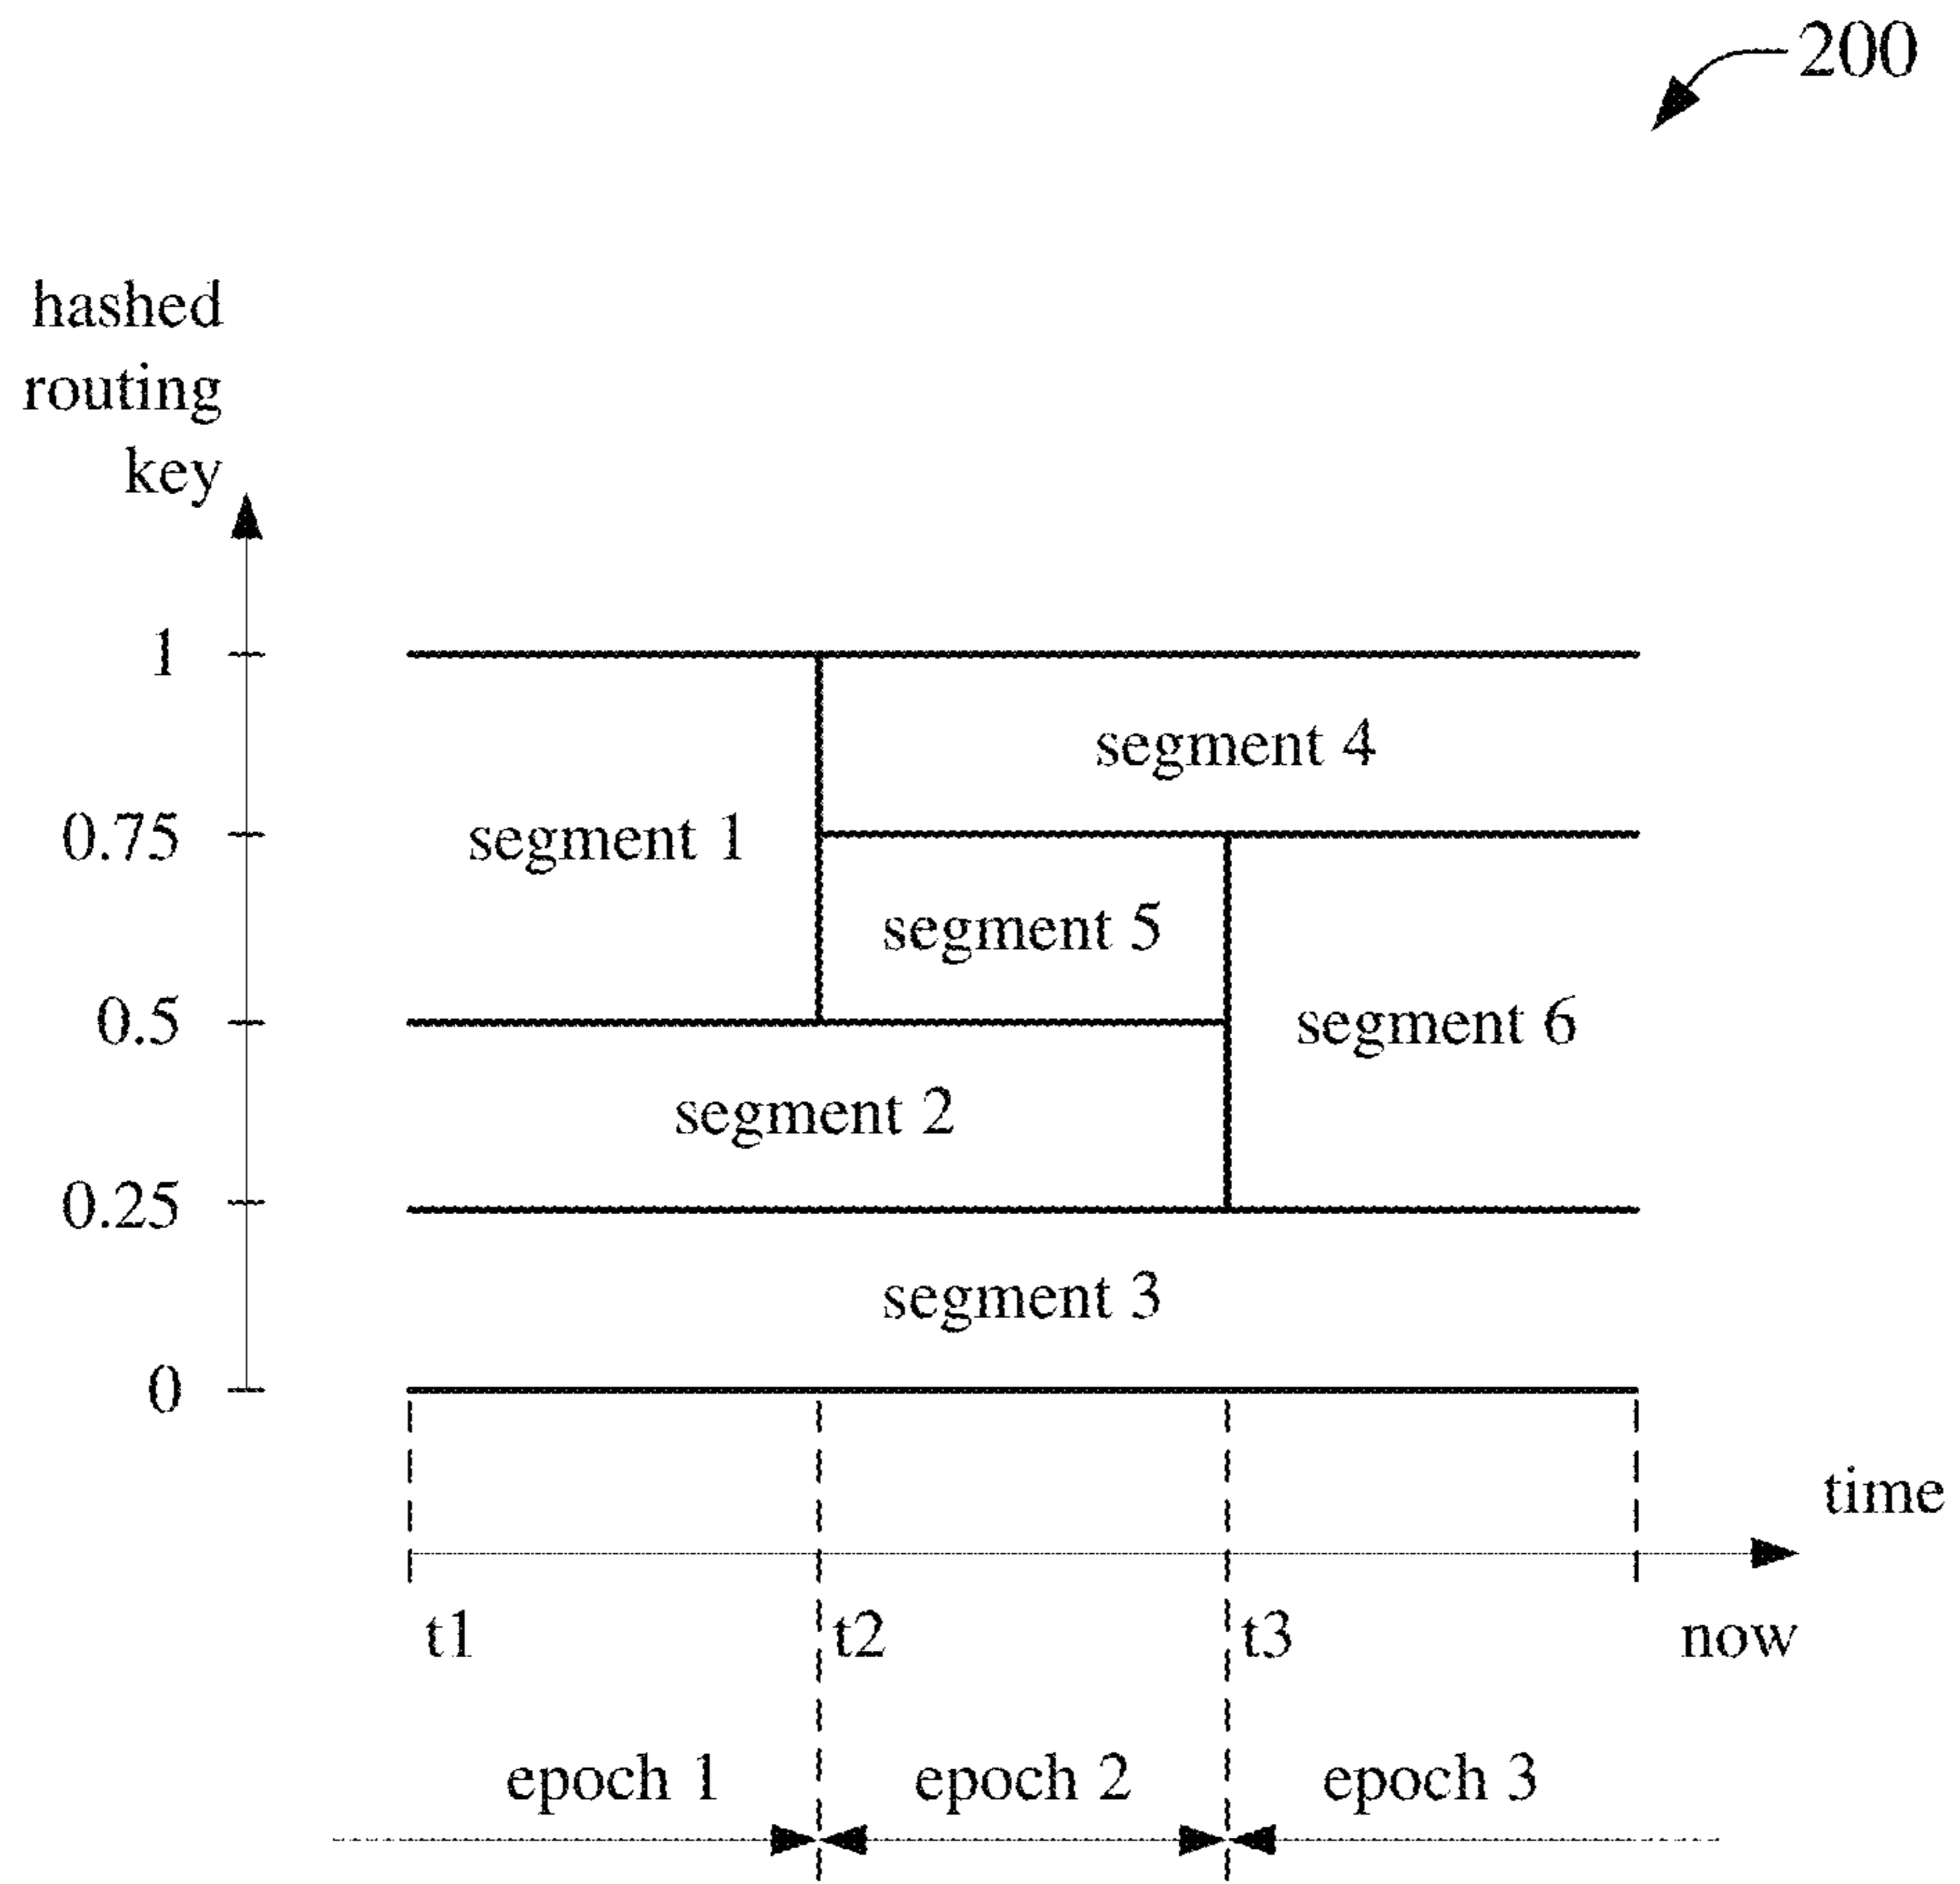 200
hashed
routing
key
1
segment 4
0.75
segment 1
segment 5
0.5
segment 6
segment 2
0.25
segment 3
0
time
t1
t2
t3
now
epoch 1
epoch 2
epoch 3